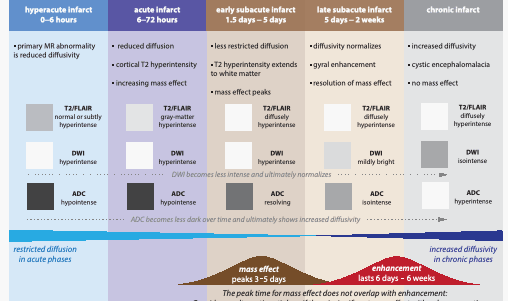 hyperacute infarct
0–6 hours
acute infarct
6–72 hours
early subacute infarct
1.5 days – 5 days
late subacute infarct
5 days – 2 weeks
chronic infarct
• primary MR abnormality
is reduced diffusion
• reduced diffusion
• cortical T2 hyperintensity
• increasing mass effect
• less restricted diffusion
• T2 hyperintensity extends
to white matter
• mass effect peaks
• diffusivity normalizes
• gyral enhancement
• resolution of mass effect
• increased diffusivity
• cystic encephalomalacia
• no mass effect
T2/FLAIR
normal or subtly
hyperintense
T2/FLAIR
gray-matter
hyperintense
T2/FLAIR
diffusely
hyperintense
T2/FLAIR
diffusely
hyperintense
T2/FLAIR
diffusely
hyperintense
DWI
hyperintense
DWI
hyperintense
DWI
hyperintense
DWI
mildly bright
DWI
isointense
DWI becomes less intense and ultimately normalizes
ADC
hypointense
ADC
hypointense
ADC
resolving
ADC
isointense
ADC
hyperintense
ADC becomes less dark over time and ultimately shows increased diffusivity
restricted diffusion
in acute phases
increased diffusivity
in chronic phases
mass effect
peaks 3–5 days
enhancement
lasts 6 days – 6 weeks
The peak time for mass effect does not overlap with enhancement: